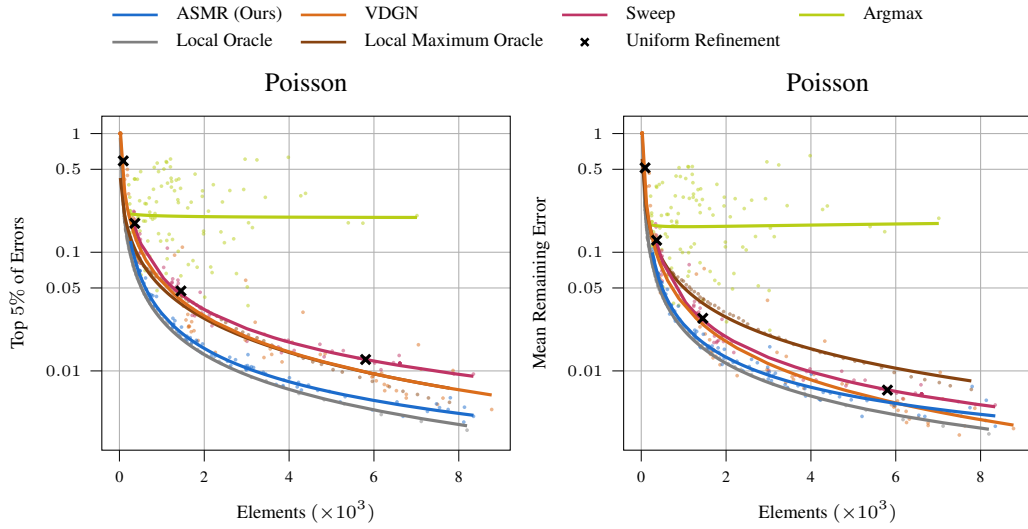 ASMR (Ours) VDGN Sweep Argmax
Local Oracle Local Maximum Oracle Uniform Refinement
Poisson
1
0.5
0.1
0.05
0.01
Top 5% of Errors
0 2 4 6 8
Elements (×10³)
Poisson
1
0.5
0.1
0.05
0.01
Mean Remaining Error
0 2 4 6 8
Elements (×10³)